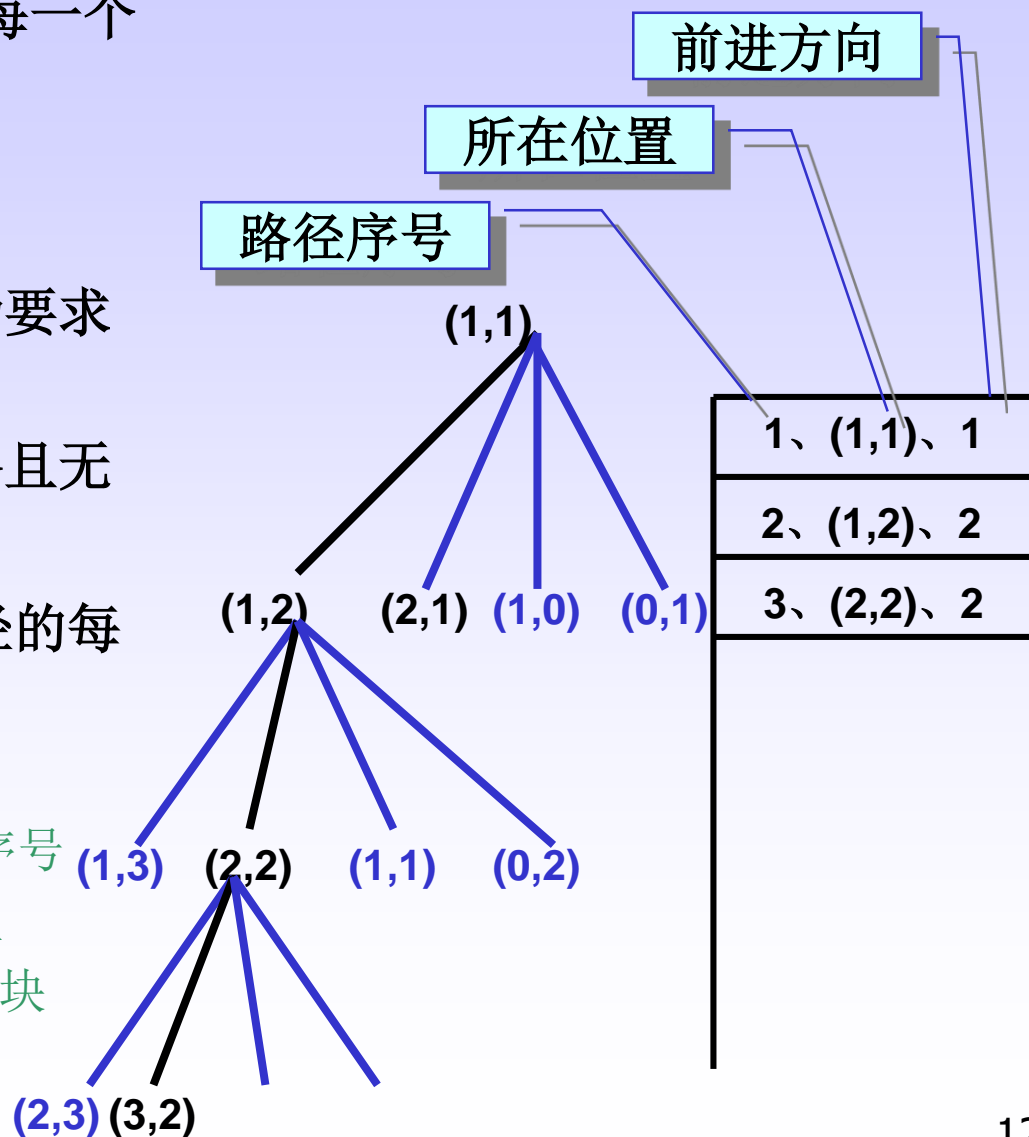 每一个
前进方向
所在位置
路径序号
要求
(1,1)
1、(1,1)、1
且无
2、(1,2)、2
(1,2) (2,1) (1,0) (0,1)
3、(2,2)、2
径的每
序号
(1,3) (2,2) (1,1) (0,2)
块
(2,3) (3,2)